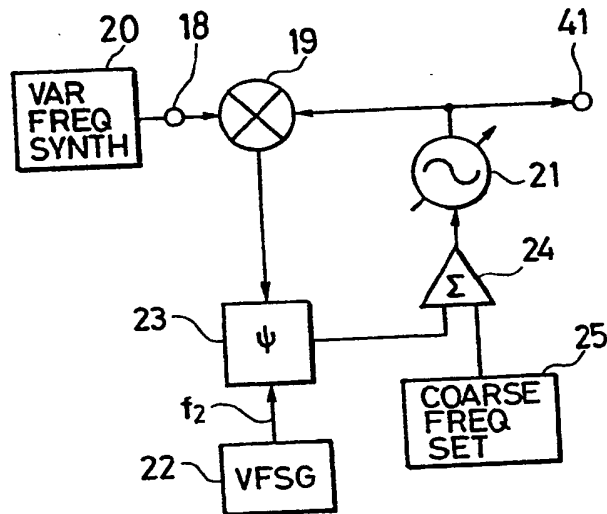 20
18
19
41
VAR
FREQ
SYNTH
21
24
Σ
23
ψ
25
f₂
COARSE
FREQ
SET
22
VFSG